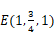 E(1, 3/4, 1)